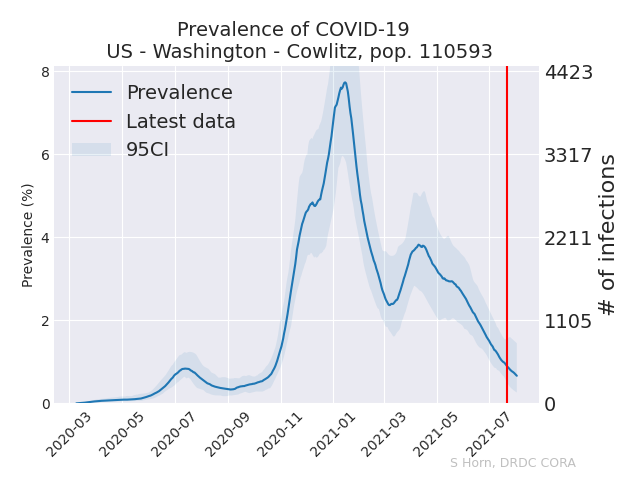 Prevalence of COVID-19
US - Washington - Cowlitz, pop. 110593
Prevalence
Latest data
95CI
Prevalence (%)
8
6
4
2
0
# of infections
4423
3317
2211
1105
0
2020-03
2020-05
2020-07
2020-09
2020-11
2021-01
2021-03
2021-05
2021-07
S Horn, DRDC CORA